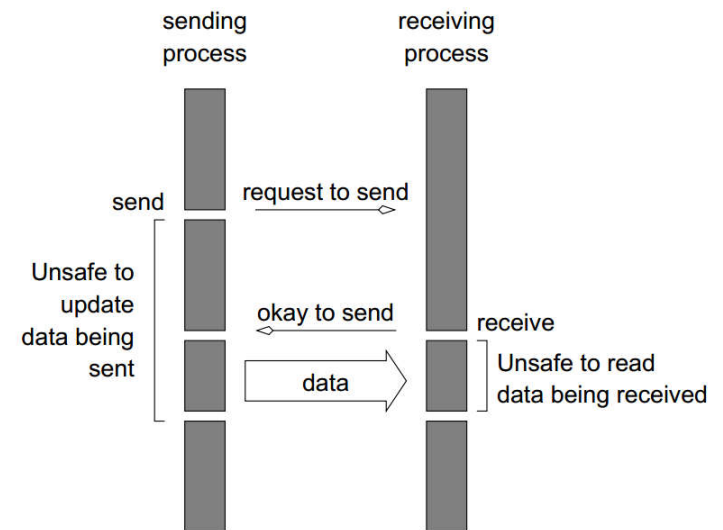 sending
process
receiving
process
send
request to send
Unsafe to
update
data being
sent
okay to send
receive
data
Unsafe to read
data being received